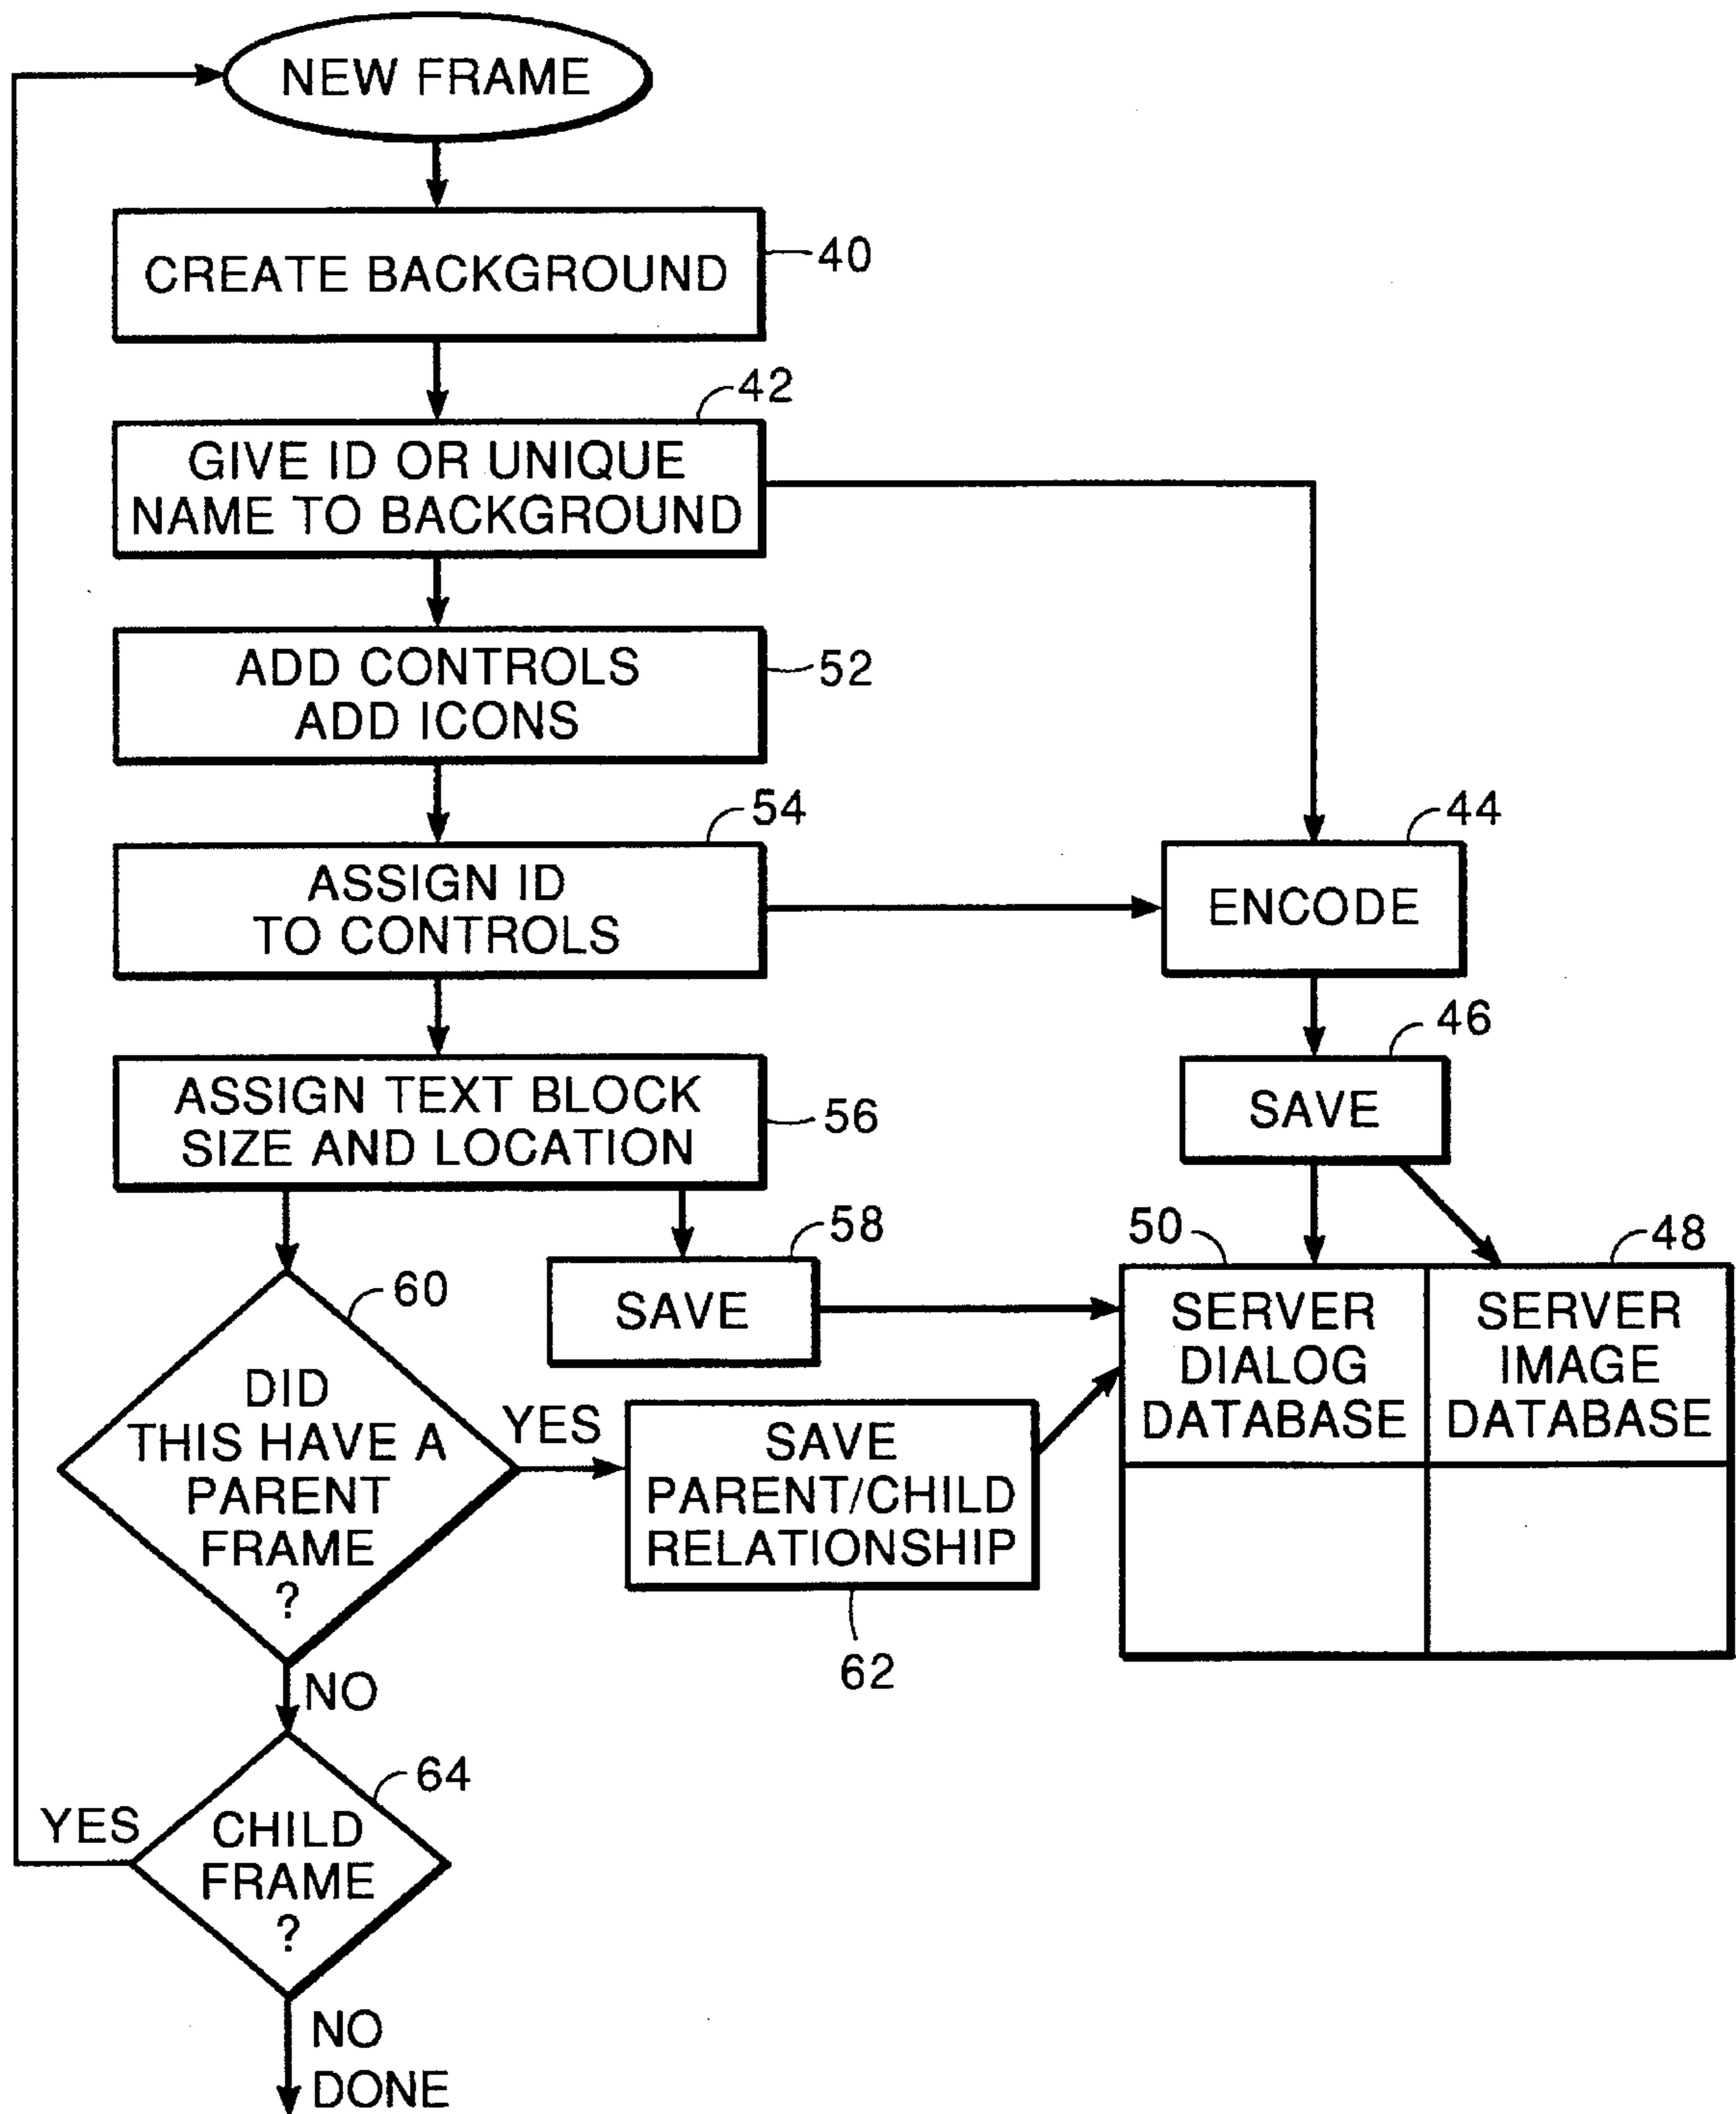 NEW FRAME
CREATE BACKGROUND
40
42
GIVE ID OR UNIQUE
NAME TO BACKGROUND
ADD CONTROLS
ADD ICONS
52
54
ASSIGN ID
TO CONTROLS
44
ENCODE
46
SAVE
ASSIGN TEXT BLOCK
SIZE AND LOCATION
56
58
SAVE
50
SERVER
DIALOG
DATABASE
48
SERVER
IMAGE
DATABASE
60
DID
THIS HAVE A
PARENT
FRAME
?
YES
SAVE
PARENT/CHILD
RELATIONSHIP
62
NO
64
CHILD
FRAME
?
YES
NO
DONE